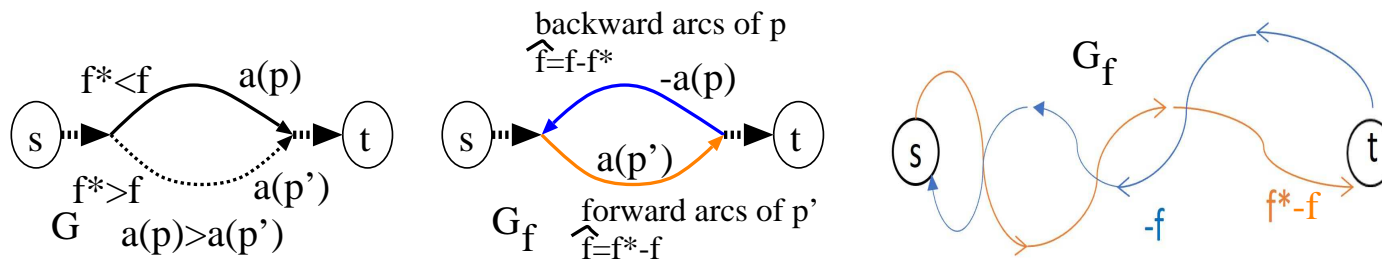 f*<f
a(p)
s
t
f*>f
a(p')
G
a(p)>a(p')
backward arcs of p
f̂=f-f*
-a(p)
s
t
a(p')
G_f
forward arcs of p'
f̂=f*-f
G_f
s
t
-f
f*-f